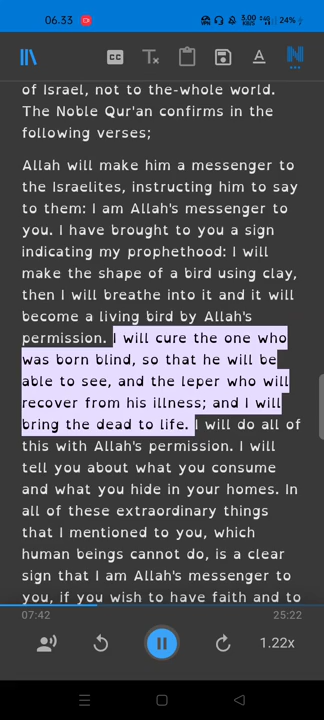 06.33
3,00
KB/S
24%
CC
of Israel, not to the-whole world.
The Noble Qur'an confirms in the
following verses;
Allah will make him a messenger to
the Israelites, instructing him to say
to them: I am Allah's messenger to
you. I have brought to you a sign
indicating my prophethood: I will
make the shape of a bird using clay,
then I will breathe into it and it will
become a living bird by Allah's
permission. I will cure the one who
was born blind, so that he will be
able to see, and the leper who will
recover from his illness; and I will
bring the dead to life. I will do all of
this with Allah's permission. I will
tell you about what you consume
and what you hide in your homes. In
all of these extraordinary things
that I mentioned to you, which
human beings cannot do, is a clear
sign that I am Allah's messenger to
you, if you wish to have faith and to
07:42
25:22
1.22x